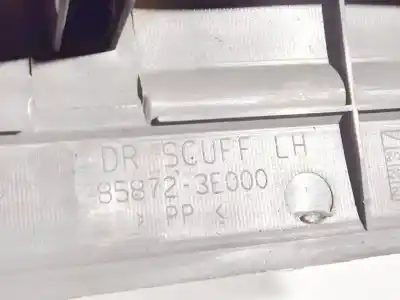 DR SCUFF LH
85872-3E000
> PP <